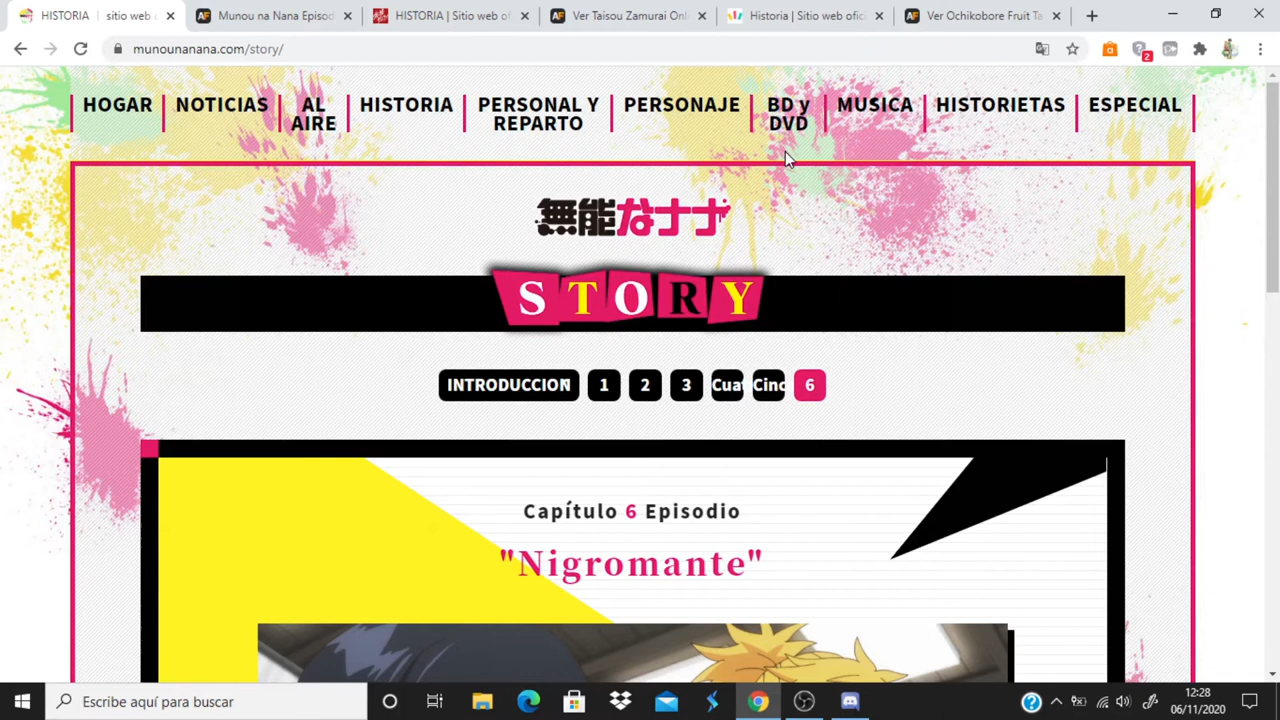 HISTORIA | sitio web o
Munou na Nana Episod
HISTORIA | Sitio web of
Ver Taisou Zamurai Onli
Historia | Sitio web ofic
Ver Ochikobore Fruit Ta
munounanana.com/story/
2
HOGAR
NOTICIAS
AL
AIRE
HISTORIA
PERSONAL Y
REPARTO
PERSONAJE
BD y
DVD
MUSICA
HISTORIETAS
ESPECIAL
無能なナナ
STORY
INTRODUCCION 1 2 3 Cuat Cinc 6
Capítulo 6 Episodio
"Nigromante"
Escribe aquí para buscar
12:28
06/11/2020